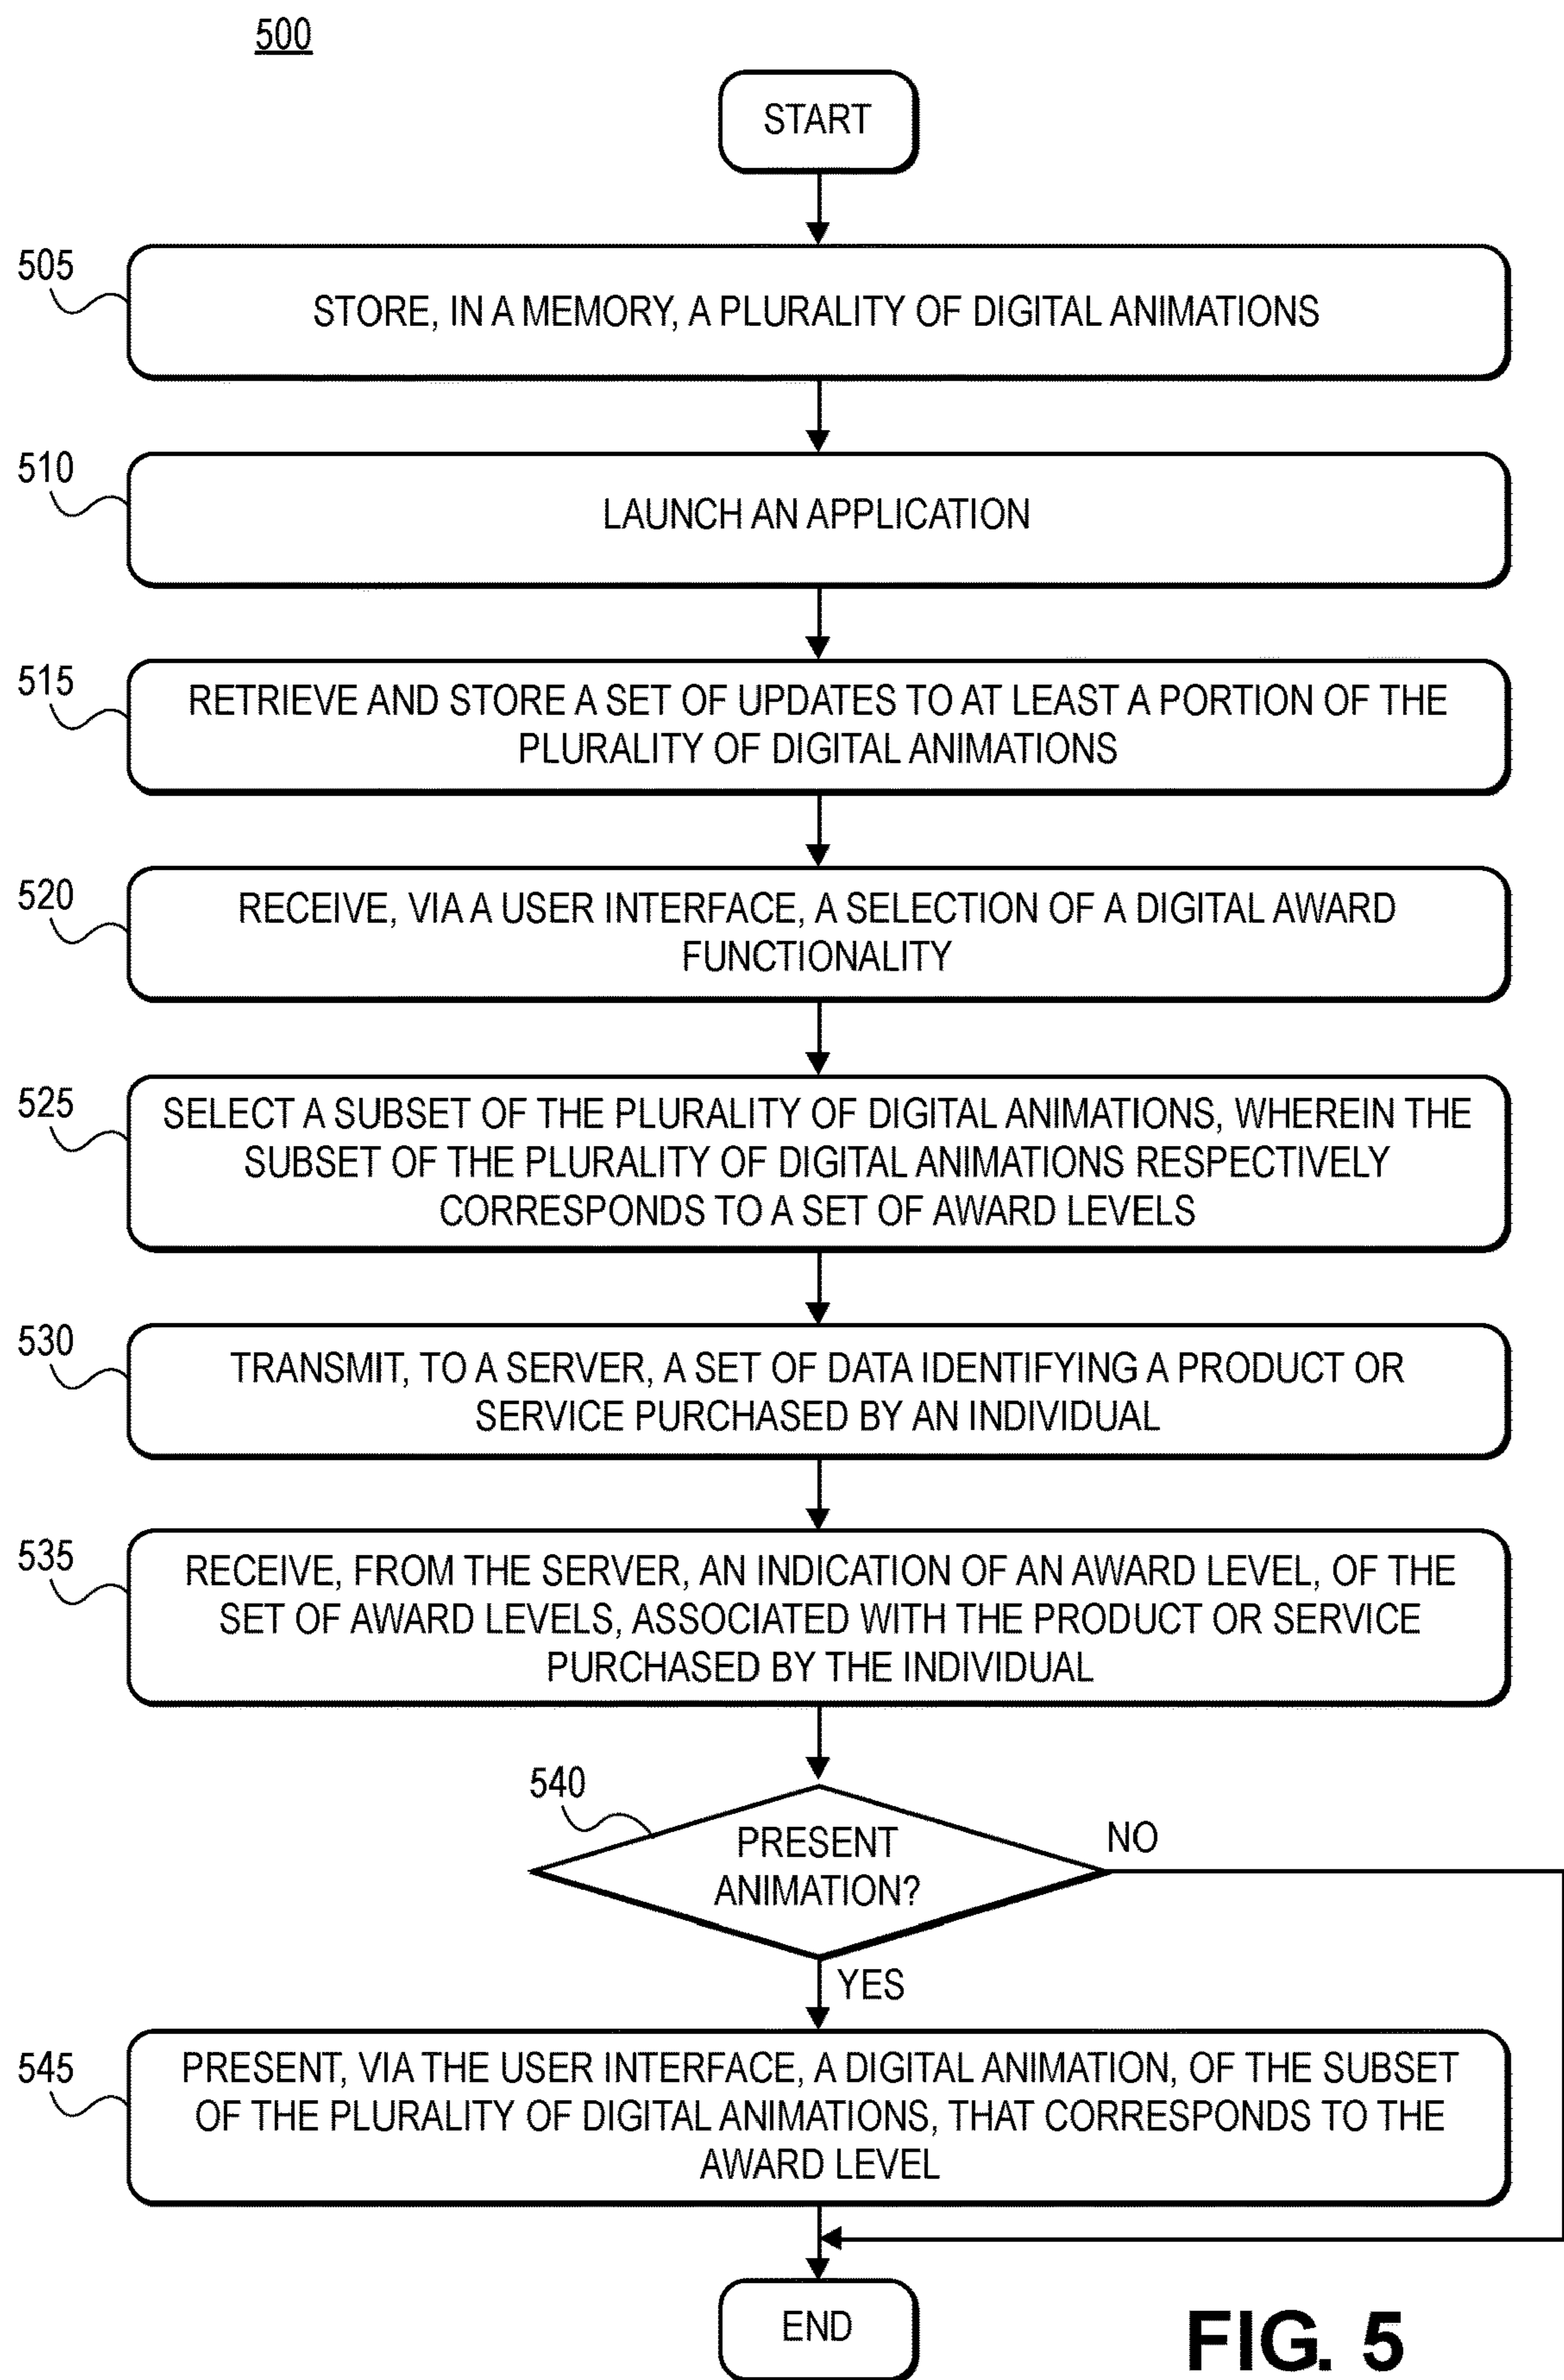 500
START
505
STORE, IN A MEMORY, A PLURALITY OF DIGITAL ANIMATIONS
510
LAUNCH AN APPLICATION
515
RETRIEVE AND STORE A SET OF UPDATES TO AT LEAST A PORTION OF THE
PLURALITY OF DIGITAL ANIMATIONS
520
RECEIVE, VIA A USER INTERFACE, A SELECTION OF A DIGITAL AWARD
FUNCTIONALITY
525
SELECT A SUBSET OF THE PLURALITY OF DIGITAL ANIMATIONS, WHEREIN THE
SUBSET OF THE PLURALITY OF DIGITAL ANIMATIONS RESPECTIVELY
CORRESPONDS TO A SET OF AWARD LEVELS
530
TRANSMIT, TO A SERVER, A SET OF DATA IDENTIFYING A PRODUCT OR
SERVICE PURCHASED BY AN INDIVIDUAL
535
RECEIVE, FROM THE SERVER, AN INDICATION OF AN AWARD LEVEL, OF THE
SET OF AWARD LEVELS, ASSOCIATED WITH THE PRODUCT OR SERVICE
PURCHASED BY THE INDIVIDUAL
540
PRESENT
ANIMATION?
NO
YES
545
PRESENT, VIA THE USER INTERFACE, A DIGITAL ANIMATION, OF THE SUBSET
OF THE PLURALITY OF DIGITAL ANIMATIONS, THAT CORRESPONDS TO THE
AWARD LEVEL
END
FIG. 5